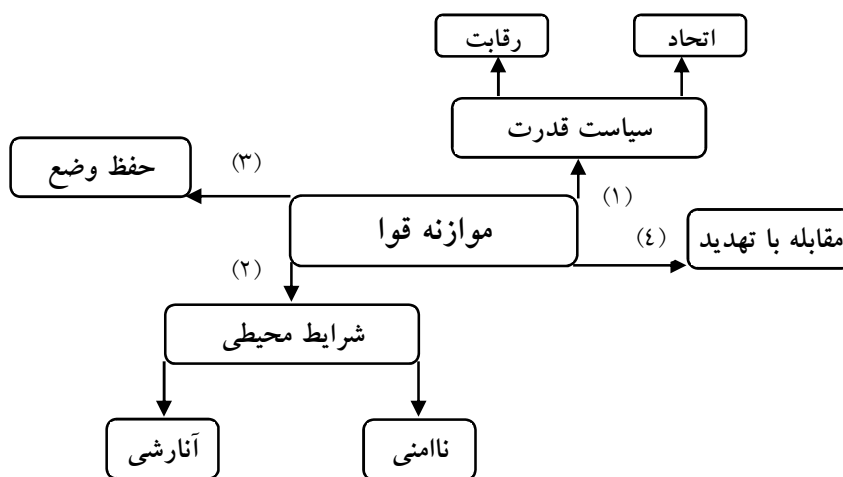 اتحاد
رقابت
سیاست قدرت
حفظ وضع
(۳)
(۱)
موازنه قوا
(٤)
مقابله با تهدید
(۲)
شرایط محیطی
ناامنی
آنارشی